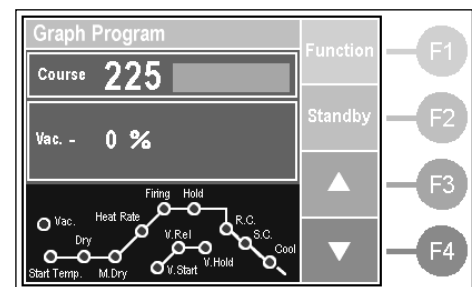 Graph Program
Function
F1
Course 225
Standby
F2
Vac. - 0 %
F3
Firing Hold
Vac. Heat Rate R.C.
Dry V.Rel S.C.
V.Hold Cool
Start Temp. M.Dry V.Start
F4